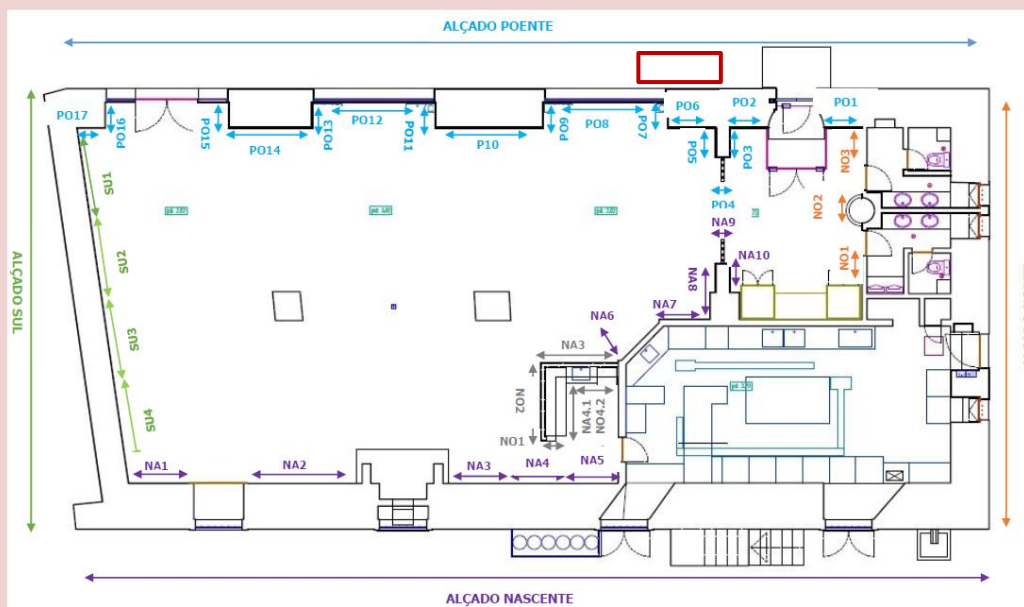 ALÇADO POENTE
PO17
PO16
PO15
PO14
PO13
PO12
PO11
P10
PO9
PO8
PO7
PO6
PO5
PO2
PO3
PO1
NO3
PO4
NA9
NO2
SU1
SU2
SU3
SU4
ALÇADO SUL
NA10
NO1
NA8
NA7
NA6
NA3
NO2
NA4.1
NO4.2
NO1
NA1
NA2
NA3
NA4
NA5
ALÇADO NASCENTE